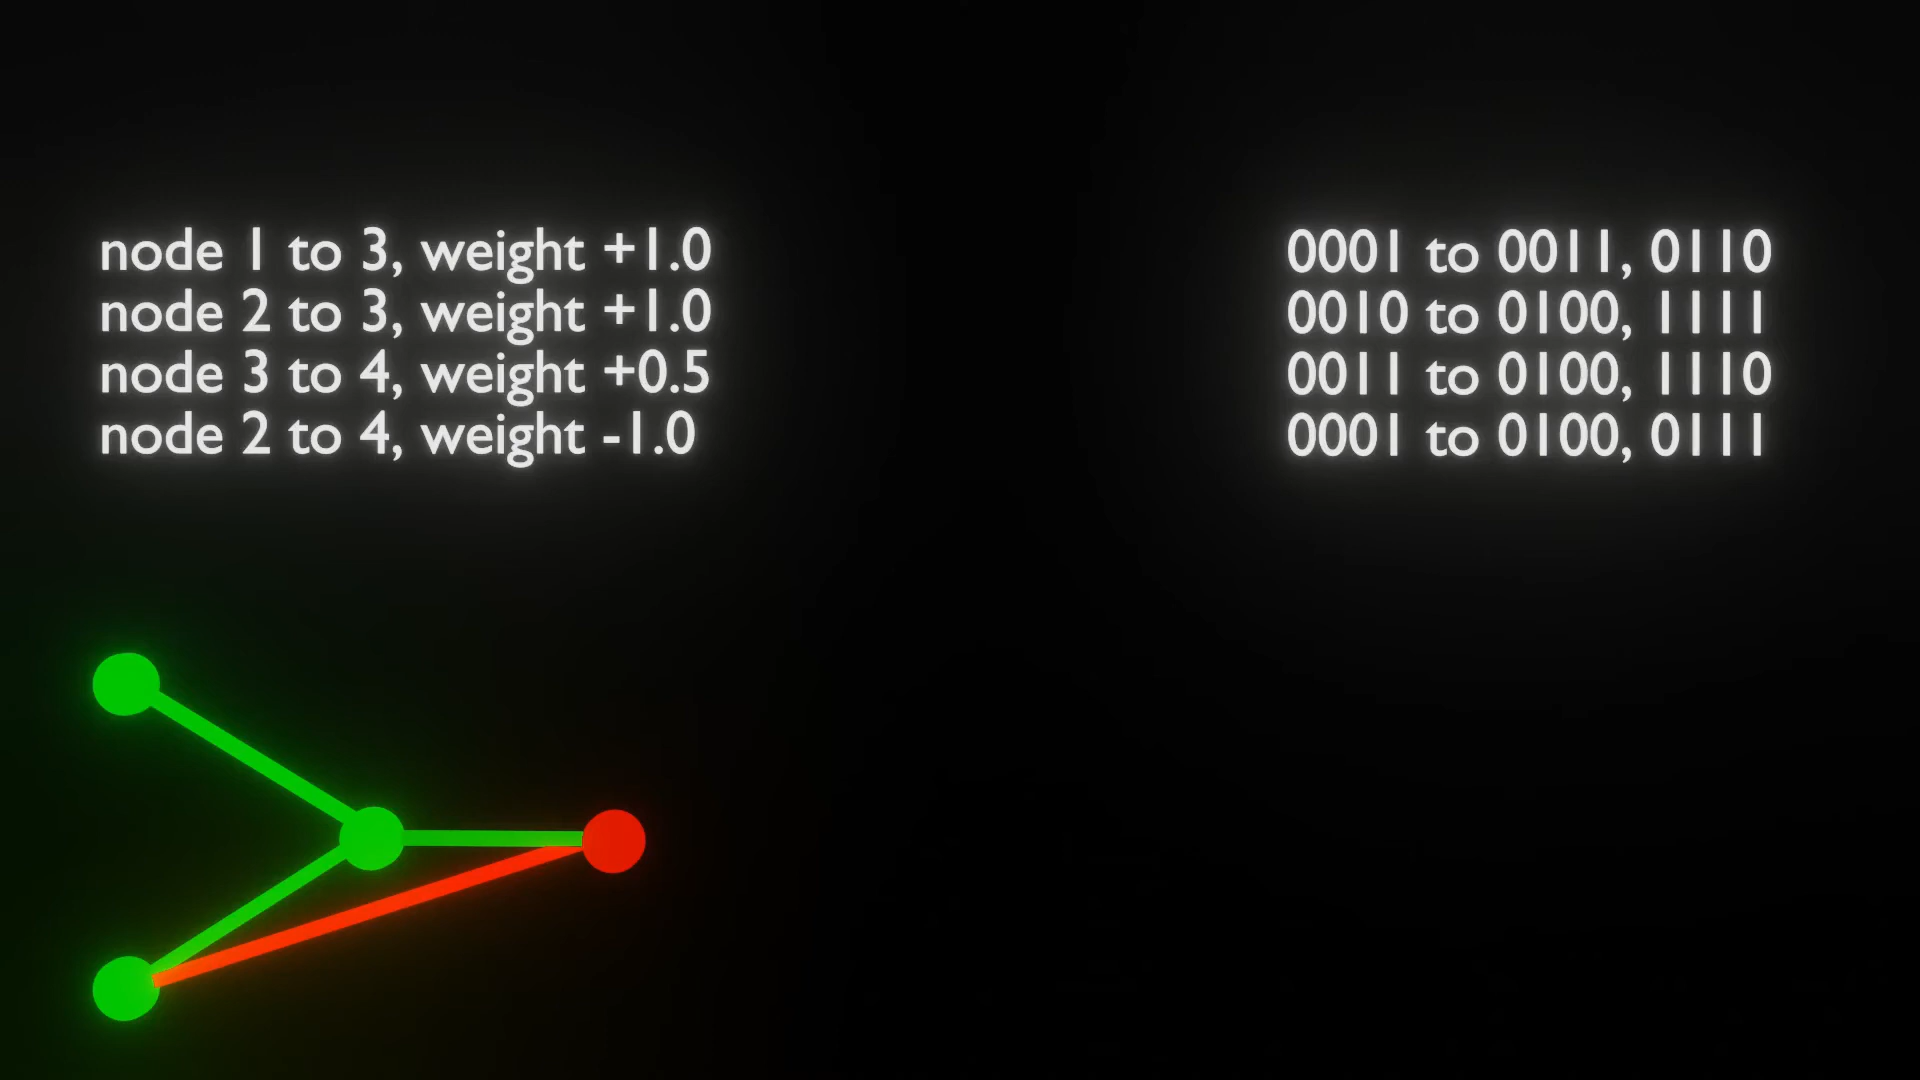 node 1 to 3, weight +1.0
node 2 to 3, weight +1.0
node 3 to 4, weight +0.5
node 2 to 4, weight -1.0
0001 to 0011, 0110
0010 to 0100, 1111
0011 to 0100, 1110
0001 to 0100, 0111